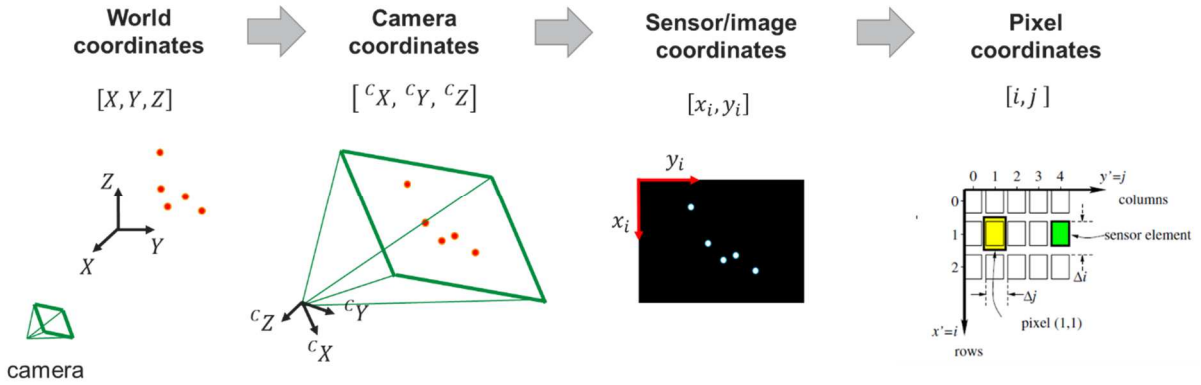 World
coordinates
Camera
coordinates
Sensor/image
coordinates
Pixel
coordinates
[X,Y,Z]
[ ᶜX, ᶜY, ᶜZ]
[xᵢ,yᵢ]
[i,j ]
Z
Y
X
camera
ᶜZ
ᶜY
ᶜX
yᵢ
xᵢ
0 1 2 3 4
y'=j
columns
0
1
2
sensor element
Δi
Δj
pixel (1,1)
x'=i
rows